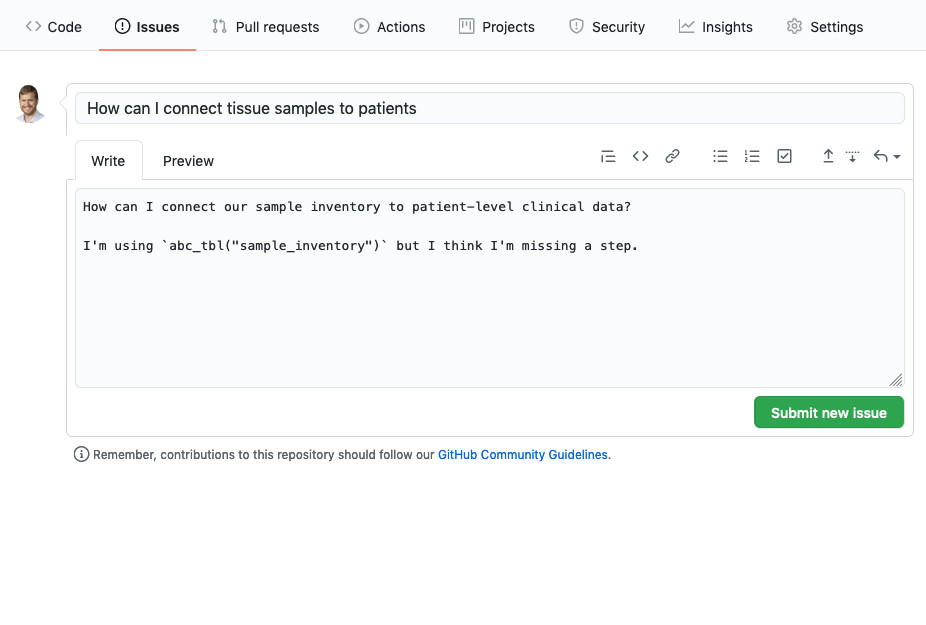 Code Issues Pull requests Actions Projects Security Insights Settings
How can I connect tissue samples to patients
Write Preview
How can I connect our sample inventory to patient-level clinical data?
I'm using `abc_tbl("sample_inventory")` but I think I'm missing a step.
Submit new issue
Remember, contributions to this repository should follow our GitHub Community Guidelines.